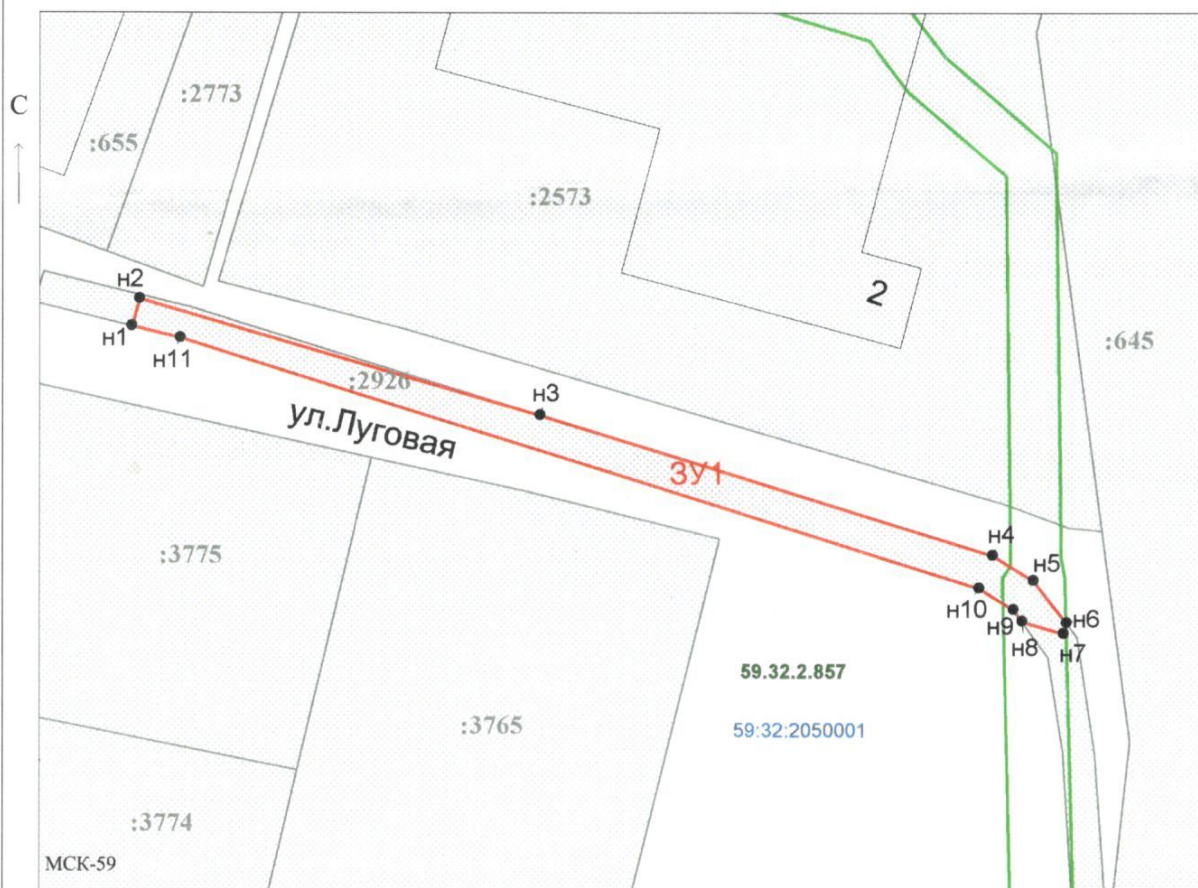 :2773
С
:655
:2573
н2
2
н1
н11
:645
:2926
н3
ул.Луговая
ЗУ1
:3775
н4
н5
н10
н9
н6
н8
н7
59.32.2.857
:3765
59:32:2050001
:3774
МСК-59